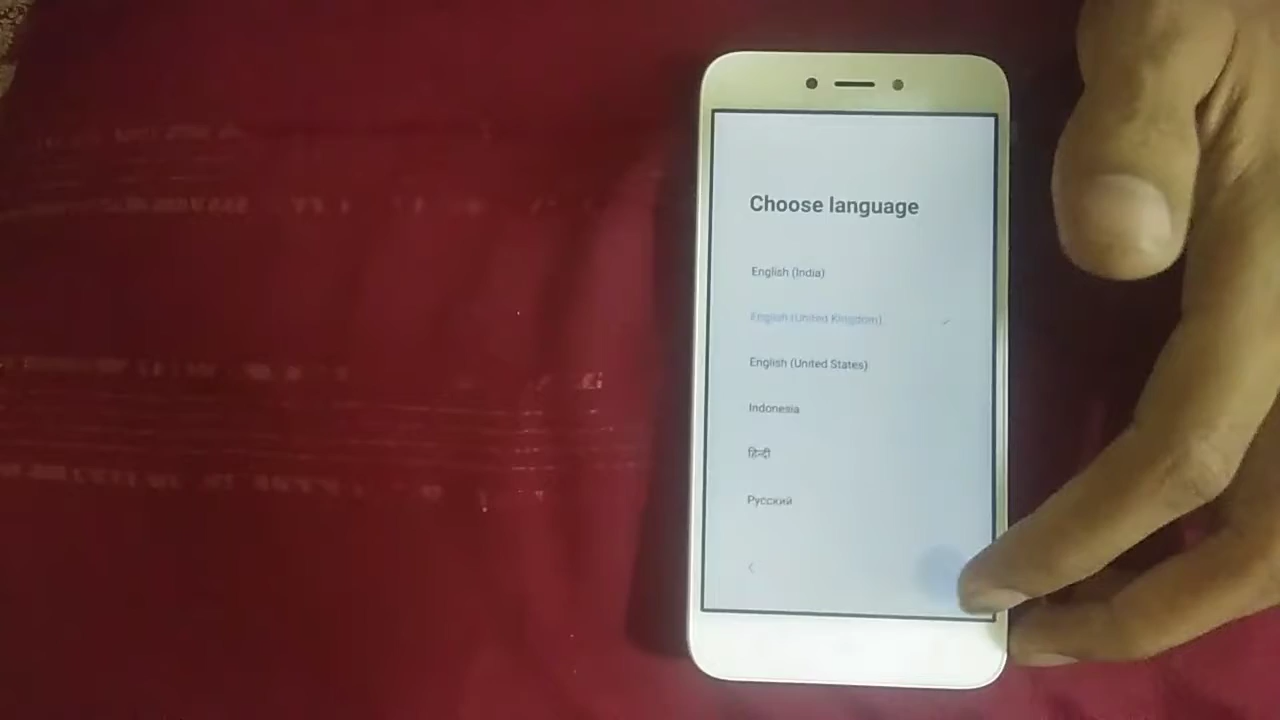 Choose language
English (India)
English (United Kingdom)
English (United States)
Indonesia
हिन्दी
Русский